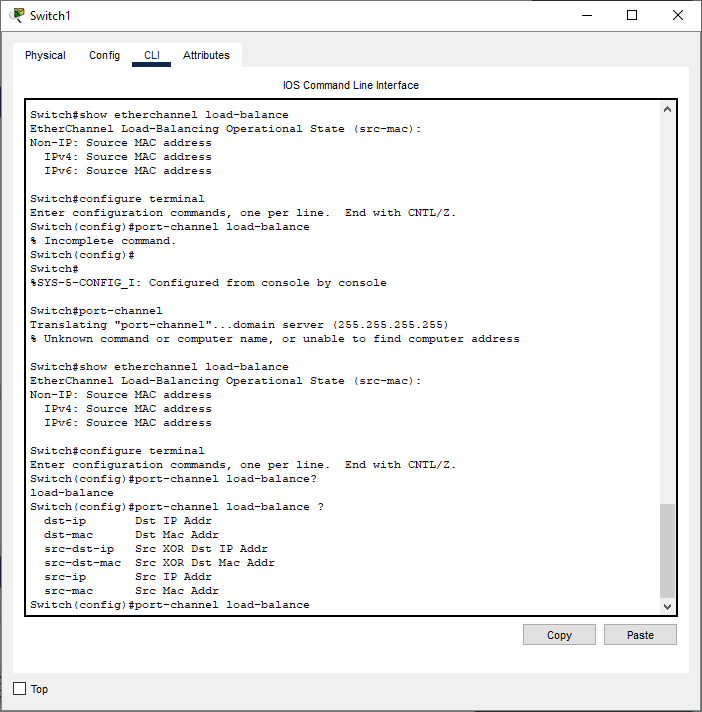 Switch1
Physical Config CLI Attributes
IOS Command Line Interface
Switch#show etherchannel load-balance
EtherChannel Load-Balancing Operational State (src-mac):
Non-IP: Source MAC address
  IPv4: Source MAC address
  IPv6: Source MAC address

Switch#configure terminal
Enter configuration commands, one per line.  End with CNTL/Z.
Switch(config)#port-channel load-balance
% Incomplete command.
Switch(config)#
Switch#
%SYS-5-CONFIG_I: Configured from console by console

Switch#port-channel
Translating "port-channel"...domain server (255.255.255.255)
% Unknown command or computer name, or unable to find computer address

Switch#show etherchannel load-balance
EtherChannel Load-Balancing Operational State (src-mac):
Non-IP: Source MAC address
  IPv4: Source MAC address
  IPv6: Source MAC address

Switch#configure terminal
Enter configuration commands, one per line.  End with CNTL/Z.
Switch(config)#port-channel load-balance?
load-balance
Switch(config)#port-channel load-balance ?
  dst-ip       Dst IP Addr
  dst-mac      Dst Mac Addr
  src-dst-ip   Src XOR Dst IP Addr
  src-dst-mac  Src XOR Dst Mac Addr
  src-ip       Src IP Addr
  src-mac      Src Mac Addr
Switch(config)#port-channel load-balance
Copy Paste
Top